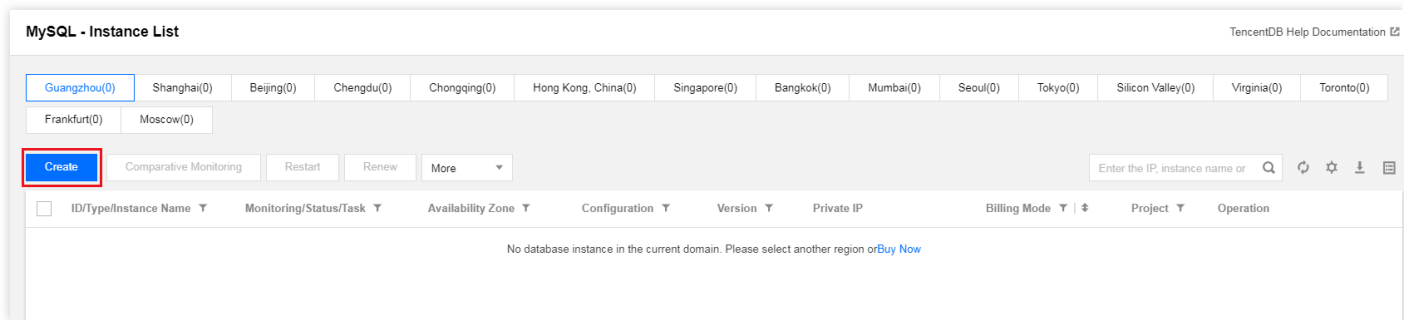 MySQL - Instance List
TencentDB Help Documentation
Guangzhou(0) Shanghai(0) Beijing(0) Chengdu(0) Chongqing(0) Hong Kong, China(0) Singapore(0) Bangkok(0) Mumbai(0) Seoul(0) Tokyo(0) Silicon Valley(0) Virginia(0) Toronto(0)
Frankfurt(0) Moscow(0)
Create Comparative Monitoring Restart Renew More Enter the IP, instance name or
ID/Type/Instance Name Monitoring/Status/Task Availability Zone Configuration Version Private IP Billing Mode Project Operation
No database instance in the current domain. Please select another region orBuy Now